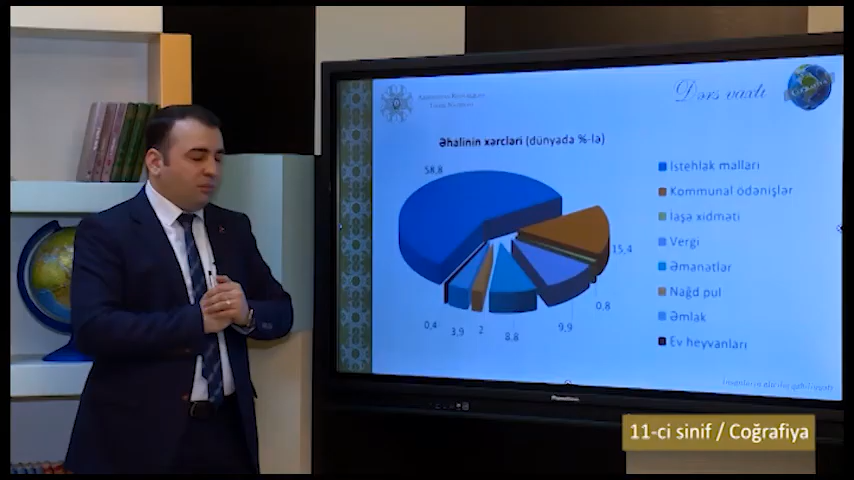 Dərs vaxtı
Əhalinin xərcləri (dünyada %-lə)
58,8
15,4
0,8
9,9
8,8
2
3,9
0,4
İstehlak malları
Kommunal ödənişlər
İaşə xidməti
Vergi
Əmanətlər
Nağd pul
Əmlak
Ev heyvanları
11-ci sinif / Coğrafiya